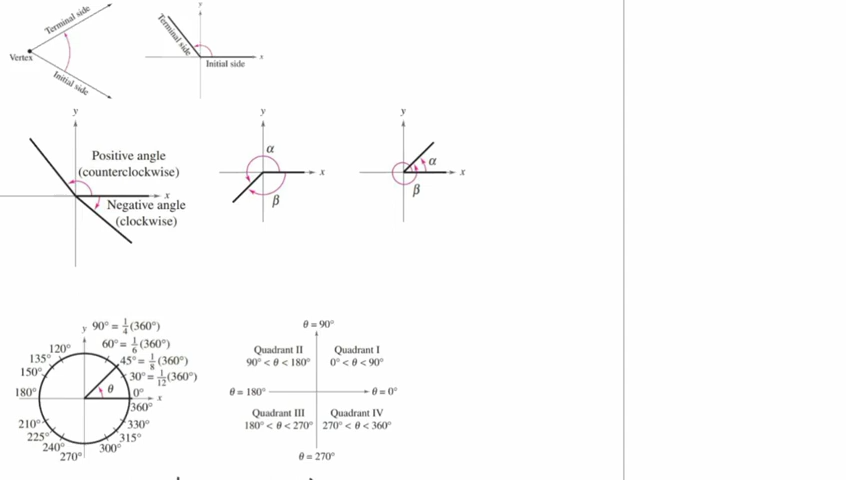 Terminal side
Vertex
Initial side
y
Terminal side
x
Initial side
y
Positive angle
(counterclockwise)
x
Negative angle
(clockwise)
y
α
x
β
y
α
x
β
y 90° = 1/4 (360°)
60° = 1/6 (360°)
45° = 1/8 (360°)
30° = 1/12 (360°)
120°
135°
150°
180°
θ
0°
x
360°
210°
225°
240°
270°
300°
315°
330°
θ = 90°
Quadrant II
90° < θ < 180°
Quadrant I
0° < θ < 90°
θ = 180°
θ = 0°
Quadrant III
180° < θ < 270°
Quadrant IV
270° < θ < 360°
θ = 270°